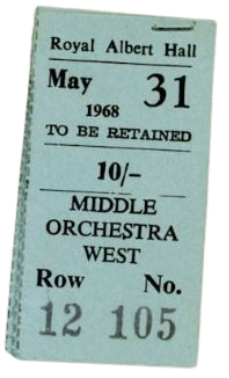 Royal Albert Hall
May 31
1968
TO BE RETAINED
10/-
MIDDLE
ORCHESTRA
WEST
Row No.
12 105